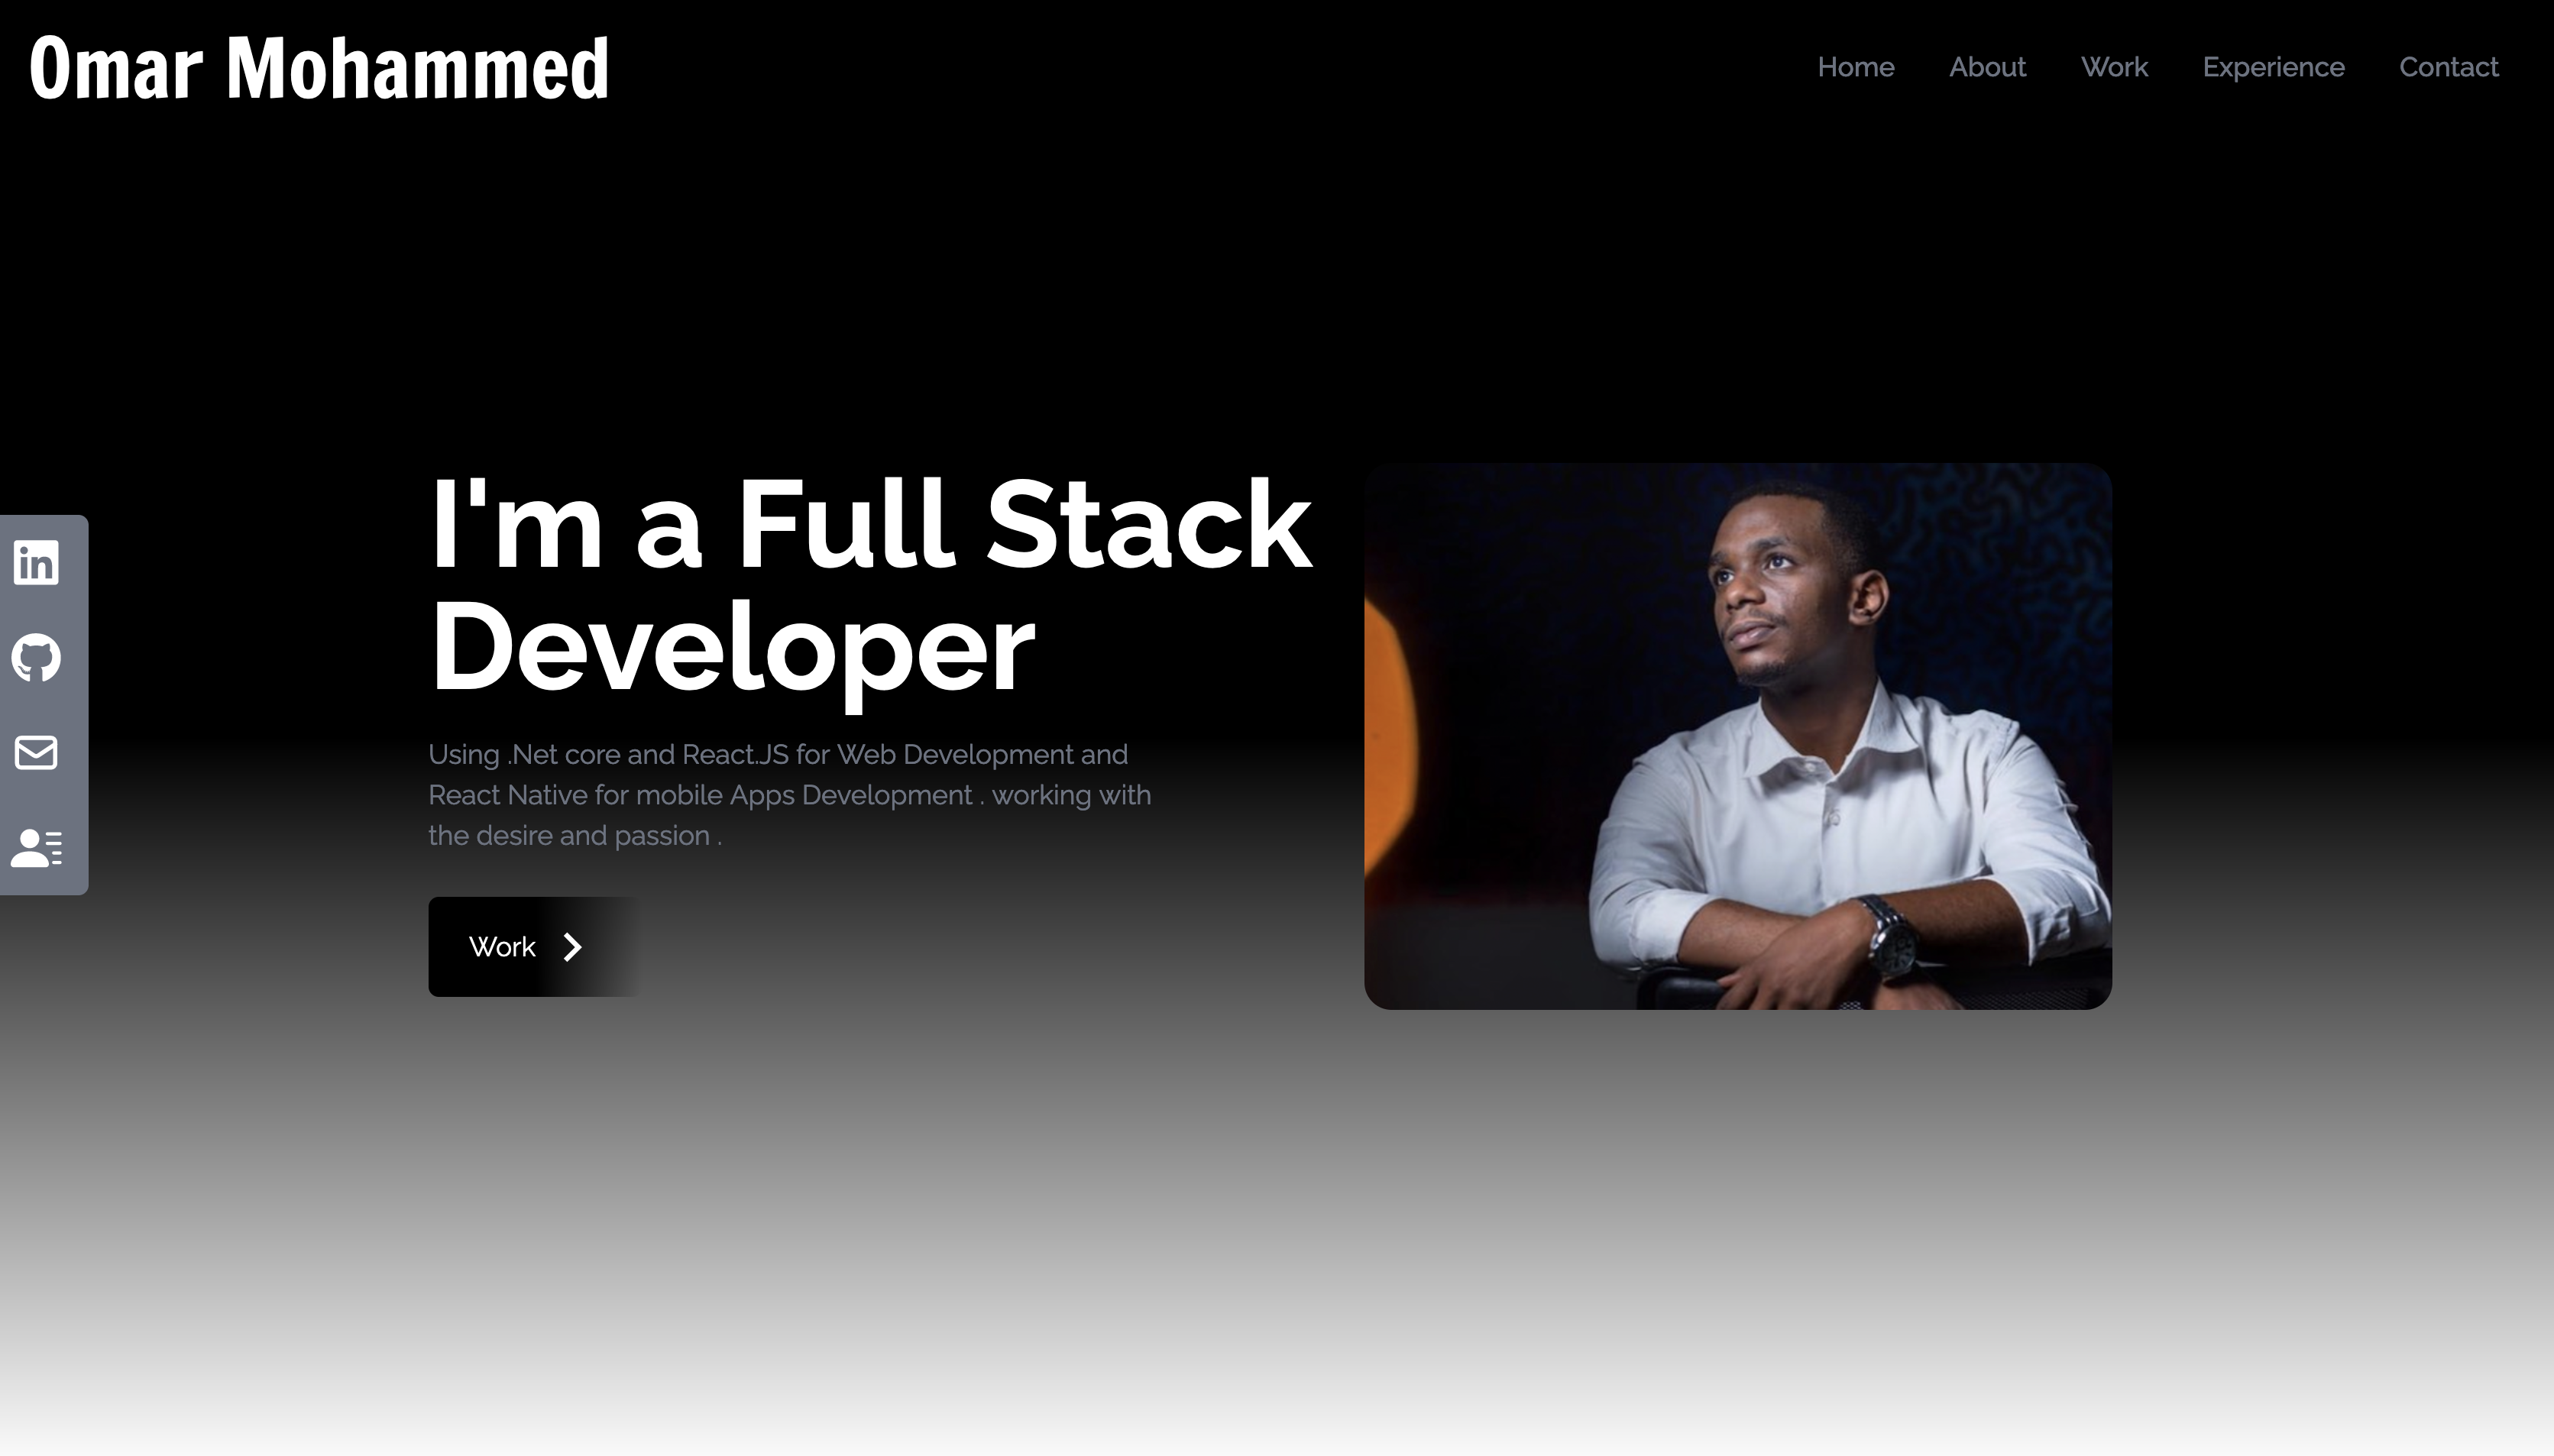 Omar Mohammed
Home About Work Experience Contact
I'm a Full Stack
Developer
Using .Net core and React.JS for Web Development and
React Native for mobile Apps Development . working with
the desire and passion .
Work
in